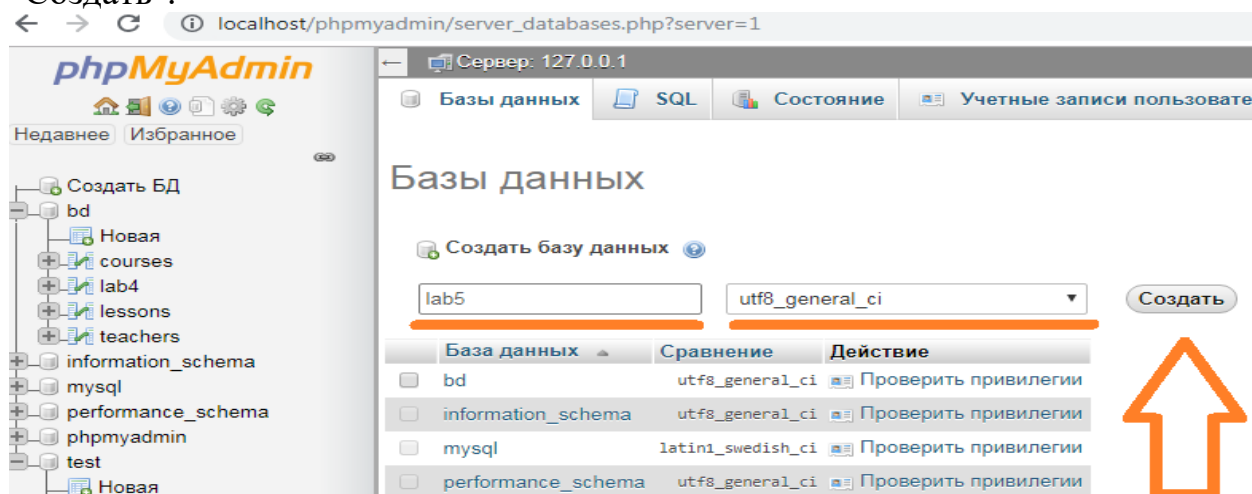 "Создать".
localhost/phpmyadmin/server_databases.php?server=1
phpMyAdmin
Недавнее Избранное
Создать БД
bd
Новая
courses
lab4
lessons
teachers
information_schema
mysql
performance_schema
phpmyadmin
test
Новая
Сервер: 127.0.0.1
Базы данных SQL Состояние Учетные записи пользовате
Базы данных
Создать базу данных
lab5 utf8_general_ci Создать
База данных Сравнение Действие
bd utf8_general_ci Проверить привилегии
information_schema utf8_general_ci Проверить привилегии
mysql latin1_swedish_ci Проверить привилегии
performance_schema utf8_general_ci Проверить привилегии